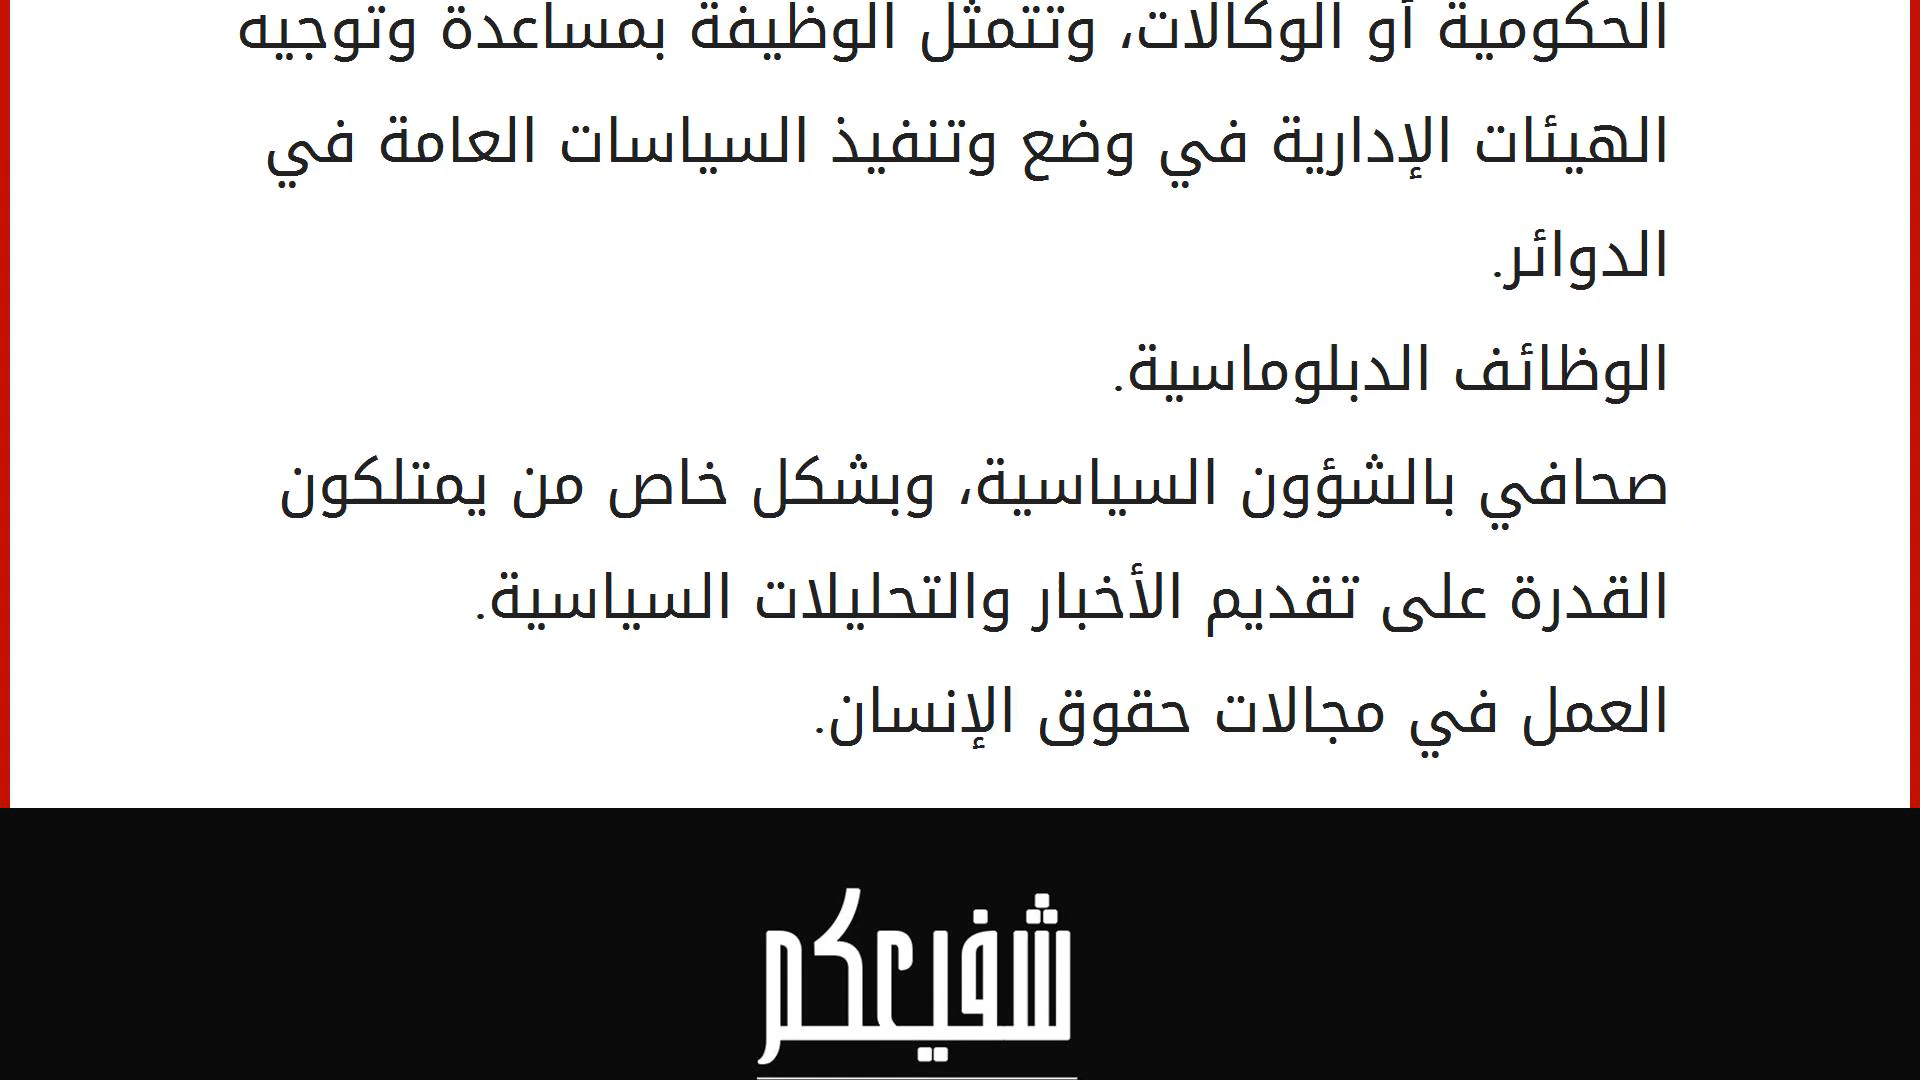 الحكومية أو الوكالات، وتتمثل الوظيفة بمساعدة وتوجيه
الهيئات الإدارية في وضع وتنفيذ السياسات العامة في
الدوائر.
الوظائف الدبلوماسية.
صحافي بالشؤون السياسية، وبشكل خاص من يمتلكون
القدرة على تقديم الأخبار والتحليلات السياسية.
العمل في مجالات حقوق الإنسان.
شفيعكم